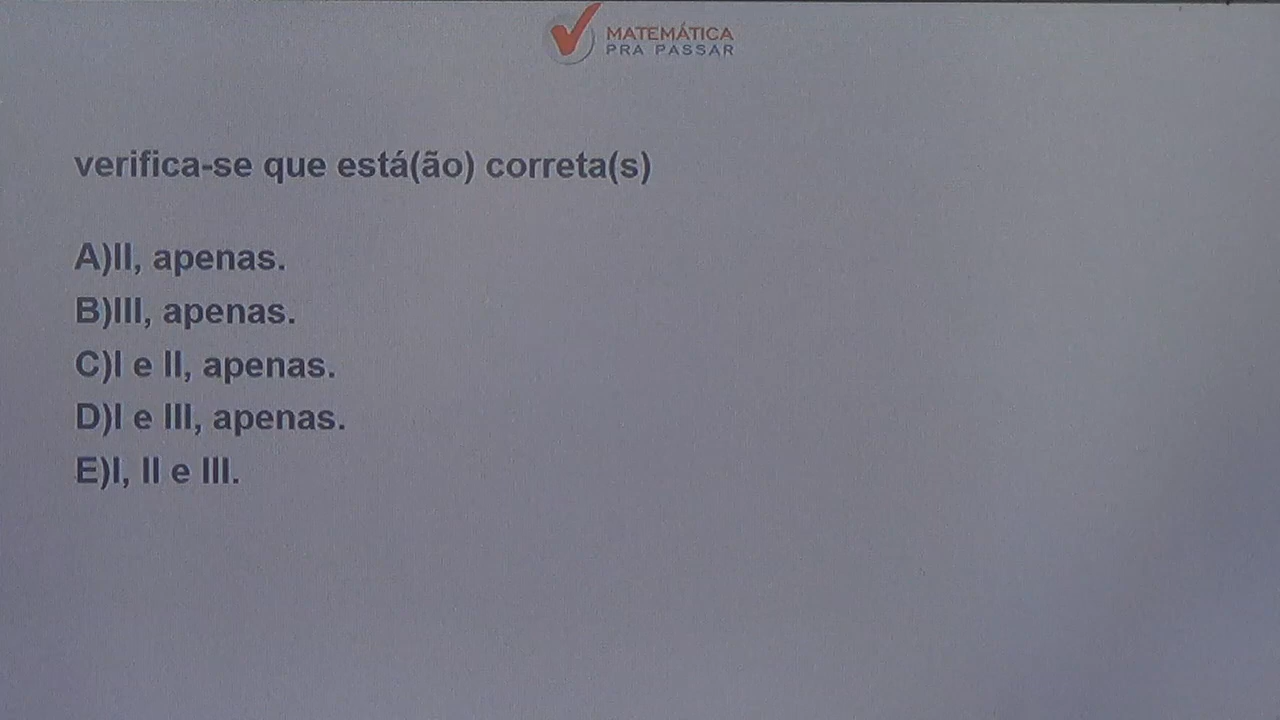 MATEMÁTICA
PRA PASSAR
verifica-se que está(ão) correta(s)
A)II, apenas.
B)III, apenas.
C)I e II, apenas.
D)I e III, apenas.
E)I, II e III.